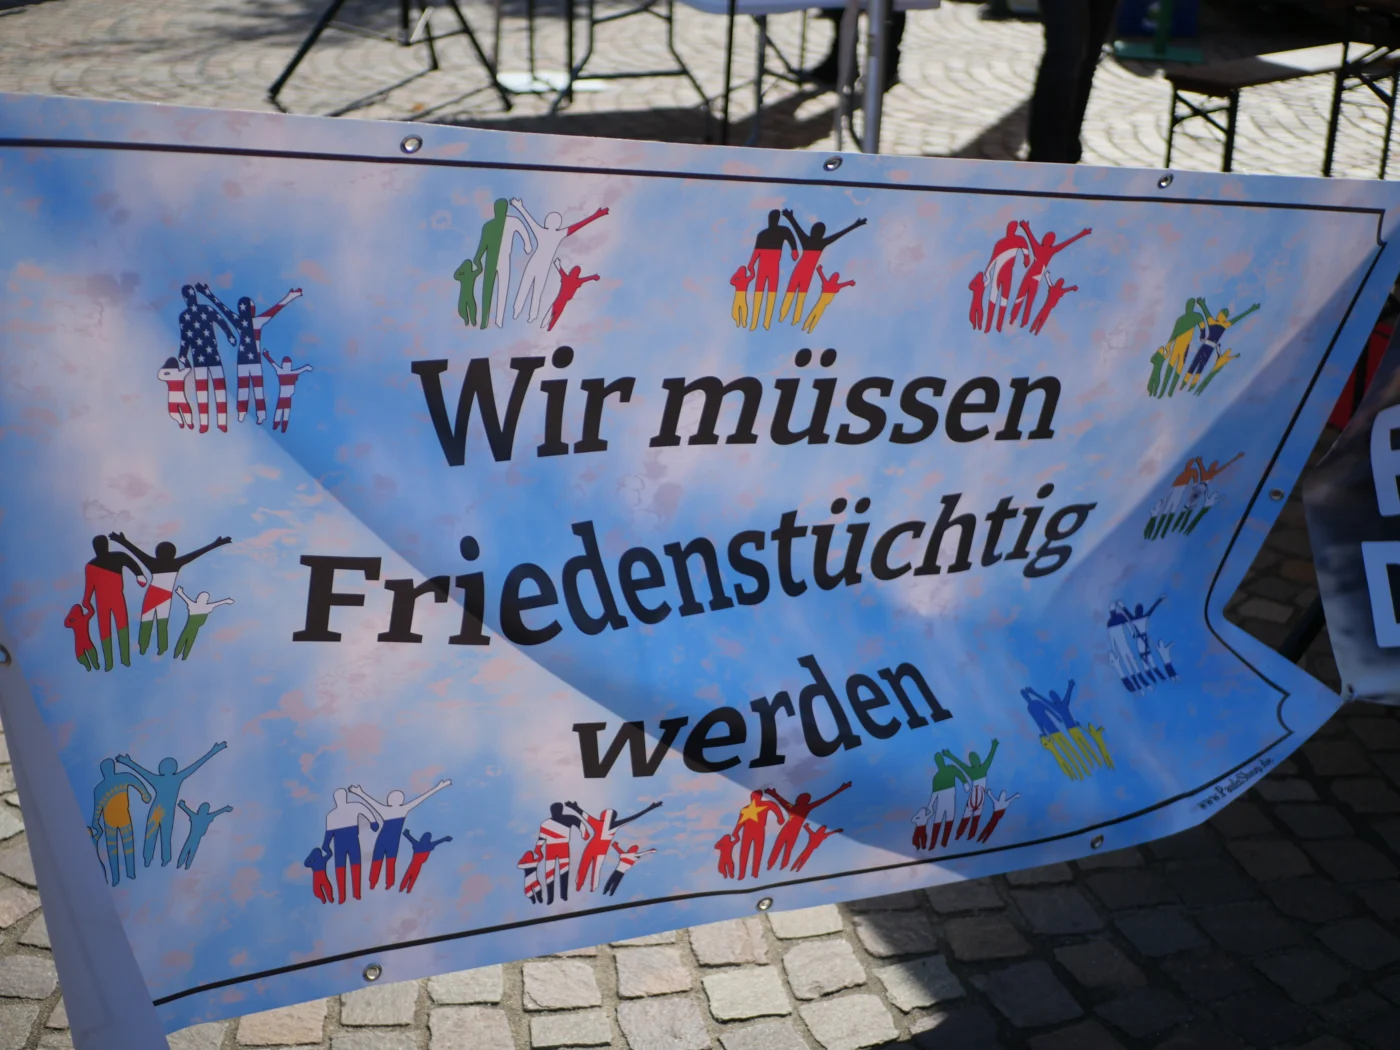 Wir müssen
Friedenstüchtig
werden